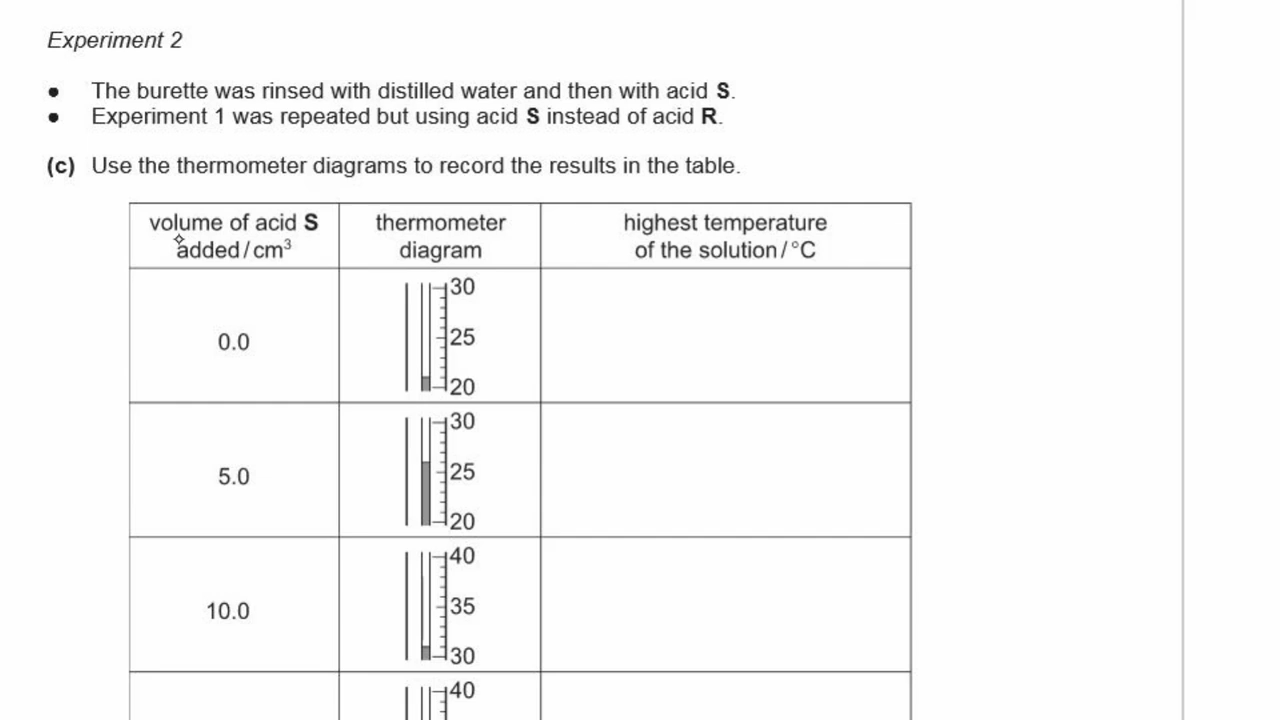 Experiment 2
● The burette was rinsed with distilled water and then with acid S.
● Experiment 1 was repeated but using acid S instead of acid R.
(c) Use the thermometer diagrams to record the results in the table.
volume of acid S
added / cm³
thermometer
diagram
highest temperature
of the solution / °C
0.0
30
25
20
5.0
30
25
20
10.0
40
35
30
40